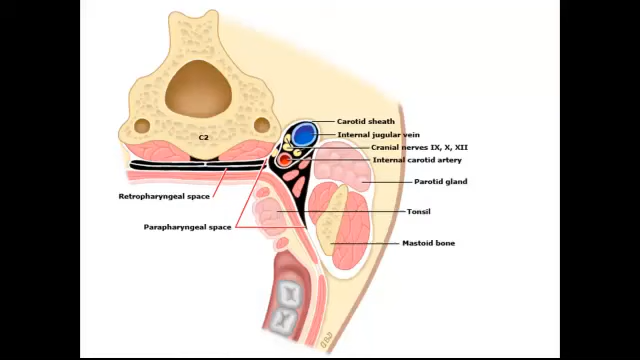 Carotid sheath
Internal jugular vein
C2
Cranial nerves IX, X, XII
Internal carotid artery
Parotid gland
Retropharyngeal space
Tonsil
Parapharyngeal space
Mastoid bone